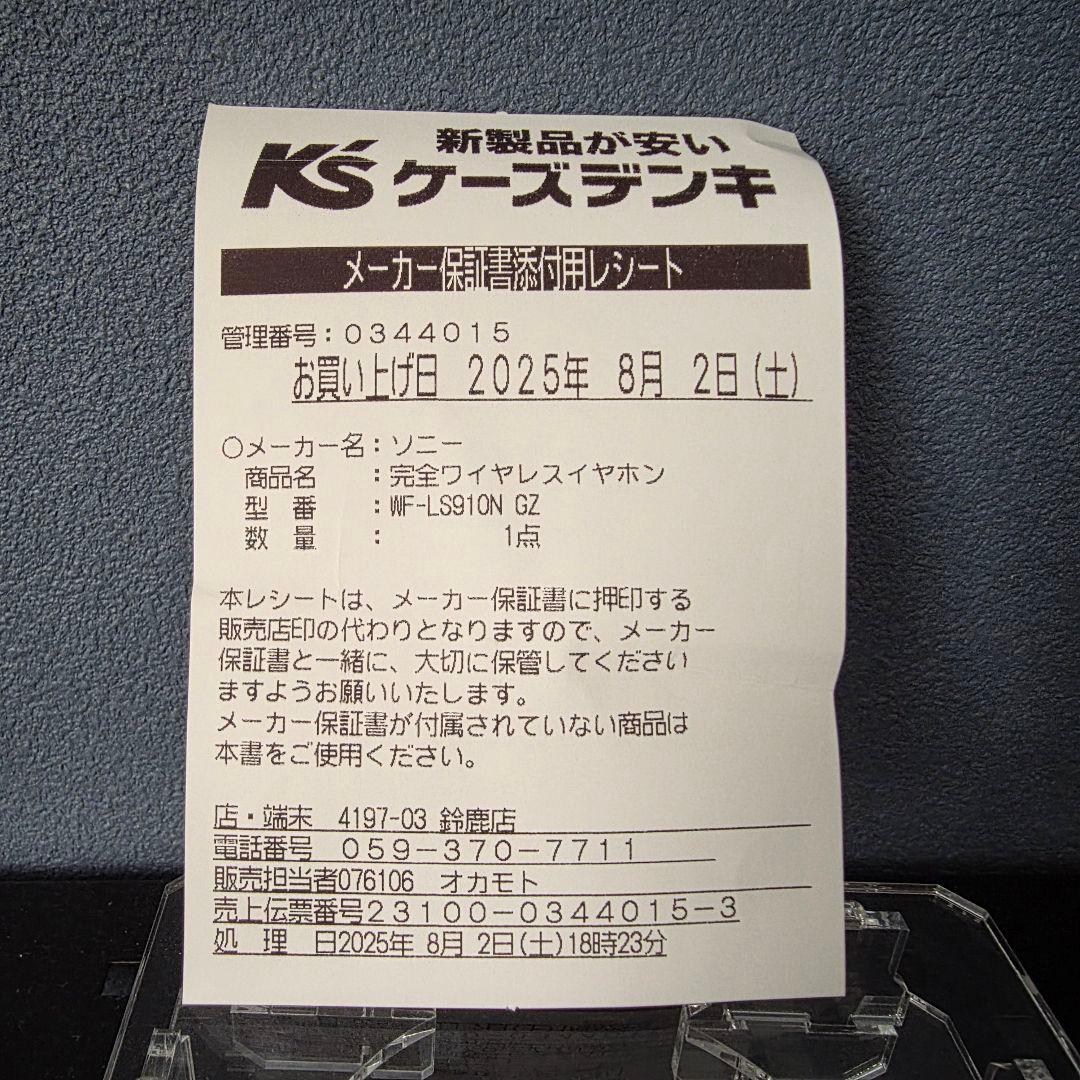 新製品が安い
K's ケーズデンキ
メーカー保証書添付用レシート
管理番号：０３４４０１５
お買い上げ日　２０２５年　８月　２日（土）
○メーカー名：ソニー
商品名　　：完全ワイヤレスイヤホン
型　番　　：WF-LS910N GZ
数　量　　：　　　　　1点
本レシートは、メーカー保証書に押印する
販売店印の代わりとなりますので、メーカー
保証書と一緒に、大切に保管してください
ますようお願いいたします。
メーカー保証書が付属されていない商品は
本書をご使用ください。
店・端末　4197-03 鈴鹿店
電話番号　０５９－３７０－７７１１
販売担当者076106　オカモト
売上伝票番号２３１００－０３４４０１５－３
処　理　日2025年 8月 2日(土)18時23分